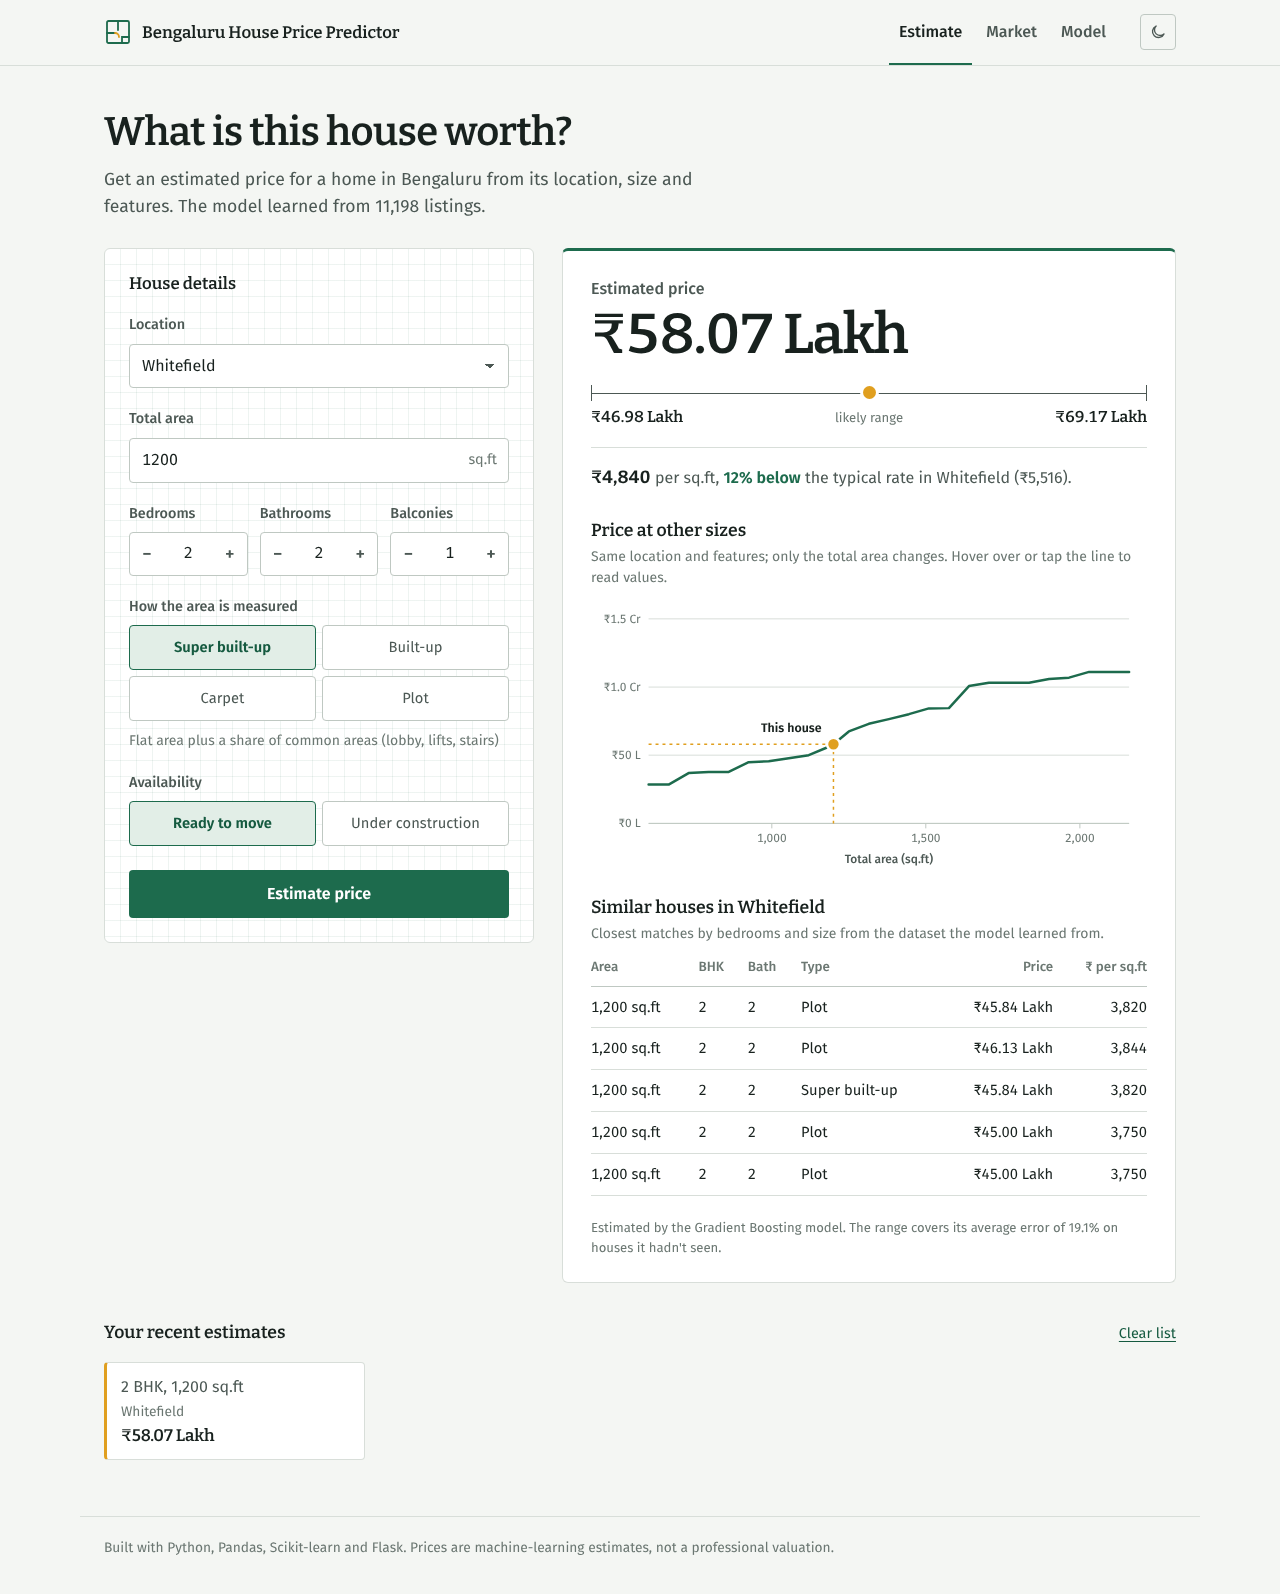 Bengaluru House Price Predictor
Estimate Market Model
What is this house worth?
Get an estimated price for a home in Bengaluru from its location, size and
features. The model learned from 11,198 listings.
House details
Location
Whitefield
Total area
1200 sq.ft
Bedrooms Bathrooms Balconies
− 2 + − 2 + − 1 +
How the area is measured
Super built-up Built-up
Carpet Plot
Flat area plus a share of common areas (lobby, lifts, stairs)
Availability
Ready to move Under construction
Estimate price
Estimated price
₹58.07 Lakh
₹46.98 Lakh likely range ₹69.17 Lakh
₹4,840 per sq.ft, 12% below the typical rate in Whitefield (₹5,516).
Price at other sizes
Same location and features; only the total area changes. Hover over or tap the line to
read values.
₹1.5 Cr
₹1.0 Cr
This house
₹50 L
₹0 L
1,000 1,500 2,000
Total area (sq.ft)
Similar houses in Whitefield
Closest matches by bedrooms and size from the dataset the model learned from.
Area BHK Bath Type Price ₹ per sq.ft
1,200 sq.ft 2 2 Plot ₹45.84 Lakh 3,820
1,200 sq.ft 2 2 Plot ₹46.13 Lakh 3,844
1,200 sq.ft 2 2 Super built-up ₹45.84 Lakh 3,820
1,200 sq.ft 2 2 Plot ₹45.00 Lakh 3,750
1,200 sq.ft 2 2 Plot ₹45.00 Lakh 3,750
Estimated by the Gradient Boosting model. The range covers its average error of 19.1% on
houses it hadn't seen.
Your recent estimates Clear list
2 BHK, 1,200 sq.ft
Whitefield
₹58.07 Lakh
Built with Python, Pandas, Scikit-learn and Flask. Prices are machine-learning estimates, not a professional valuation.